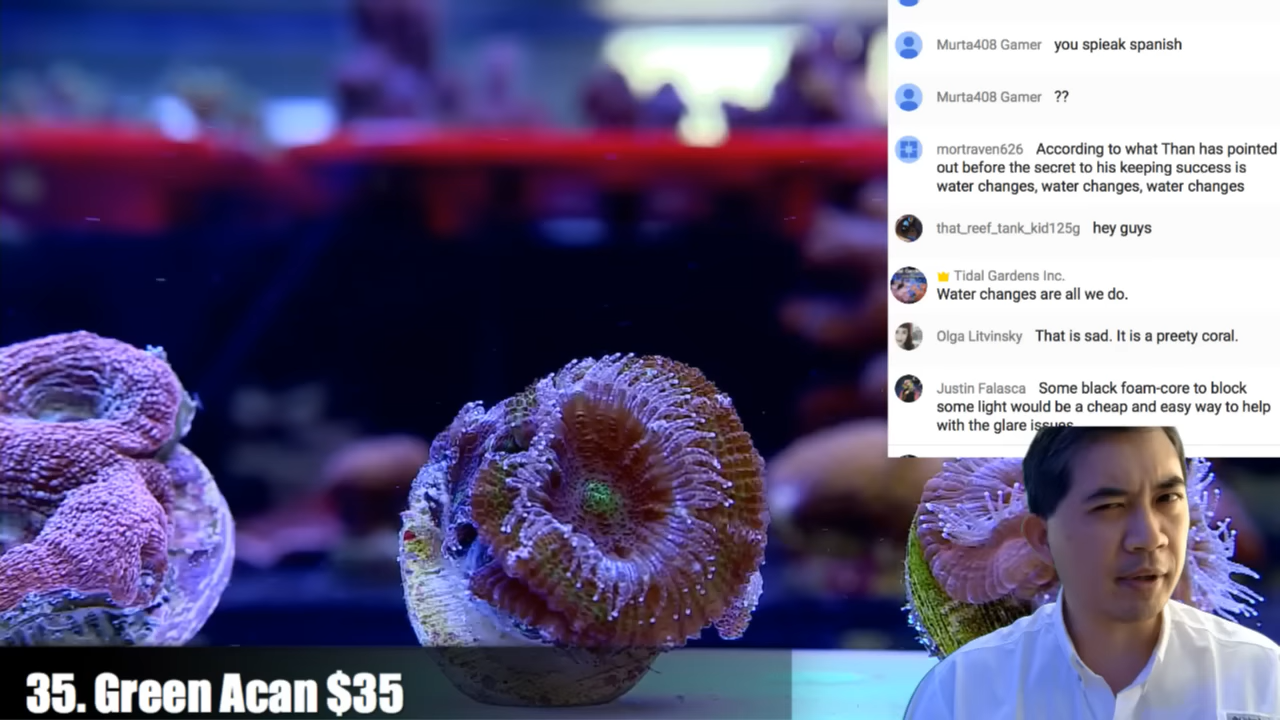 Murta408 Gamer you spieak spanish
Murta408 Gamer ??
mortraven626 According to what Than has pointed
out before the secret to his keeping success is
water changes, water changes, water changes
that_reef_tank_kid125g hey guys
Tidal Gardens Inc.
Water changes are all we do.
Olga Litvinsky That is sad. It is a preety coral.
Justin Falasca Some black foam-core to block
some light would be a cheap and easy way to help
with the glare issues
35. Green Acan $35